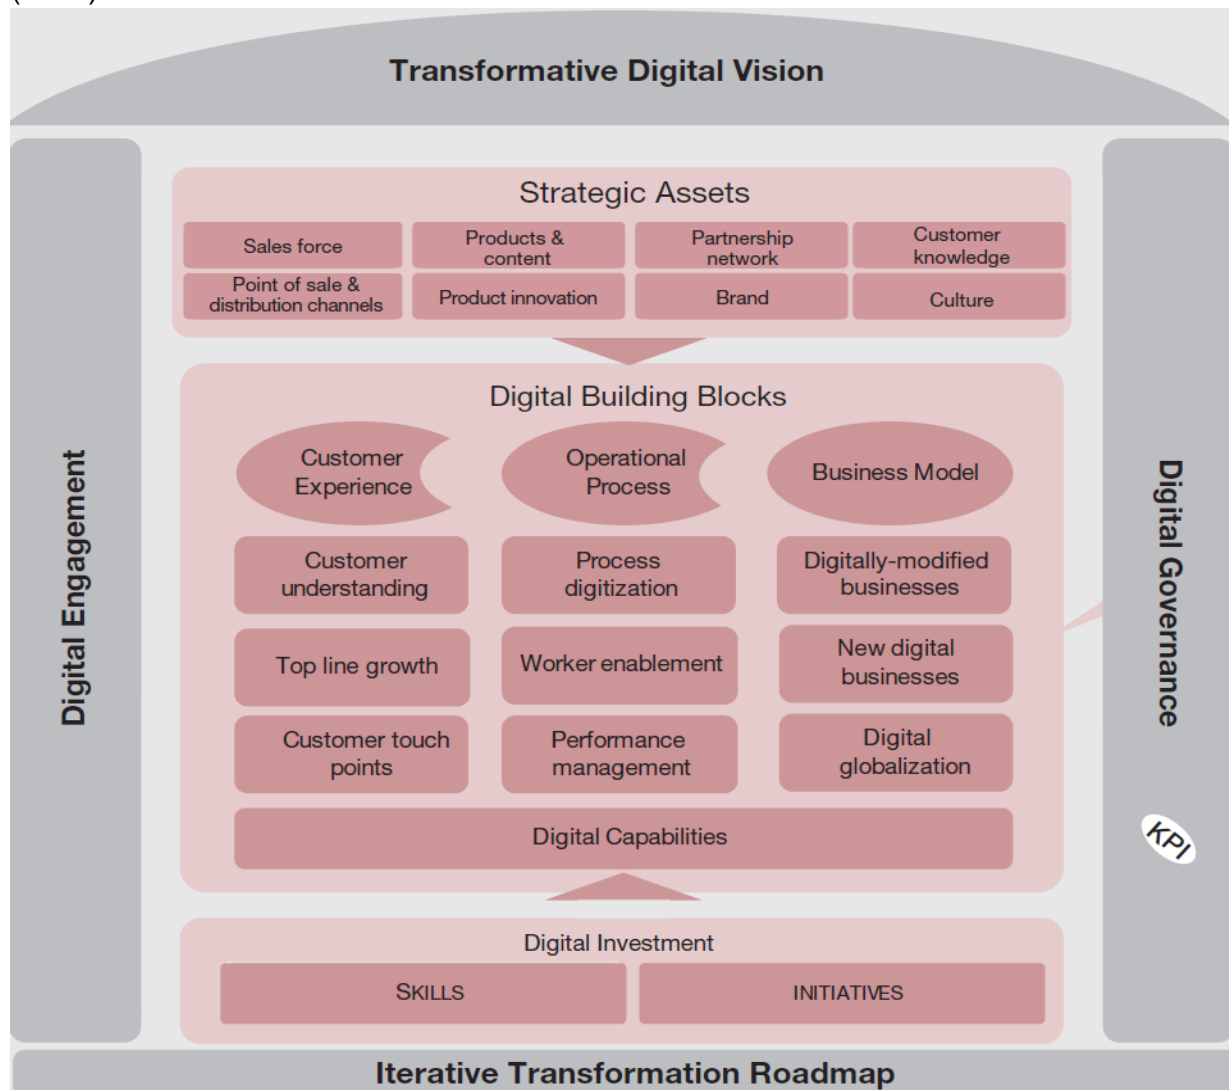 Transformative Digital Vision
Digital Engagement
Strategic Assets
Sales force
Products &
content
Partnership
network
Customer
knowledge
Point of sale &
distribution channels
Product innovation
Brand
Culture
Digital Building Blocks
Customer
Experience
Operational
Process
Business Model
Customer
understanding
Process
digitization
Digitally-modified
businesses
Top line growth
Worker enablement
New digital
businesses
Customer touch
points
Performance
management
Digital
globalization
Digital Capabilities
Digital Investment
SKILLS
INITIATIVES
Digital Governance
KPI
Iterative Transformation Roadmap